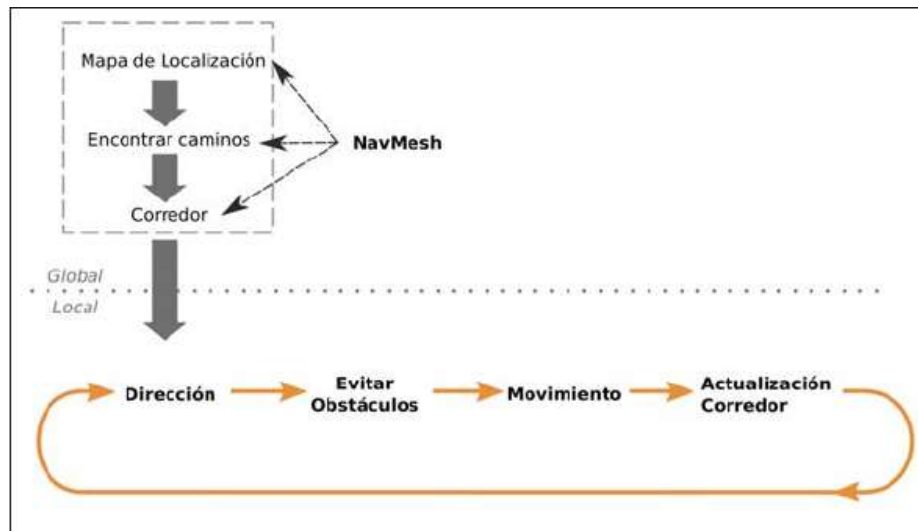 Mapa de Localización
Encontrar caminos
NavMesh
Corredor
Global
Local
Dirección
Evitar
Obstáculos
Movimiento
Actualización
Corredor